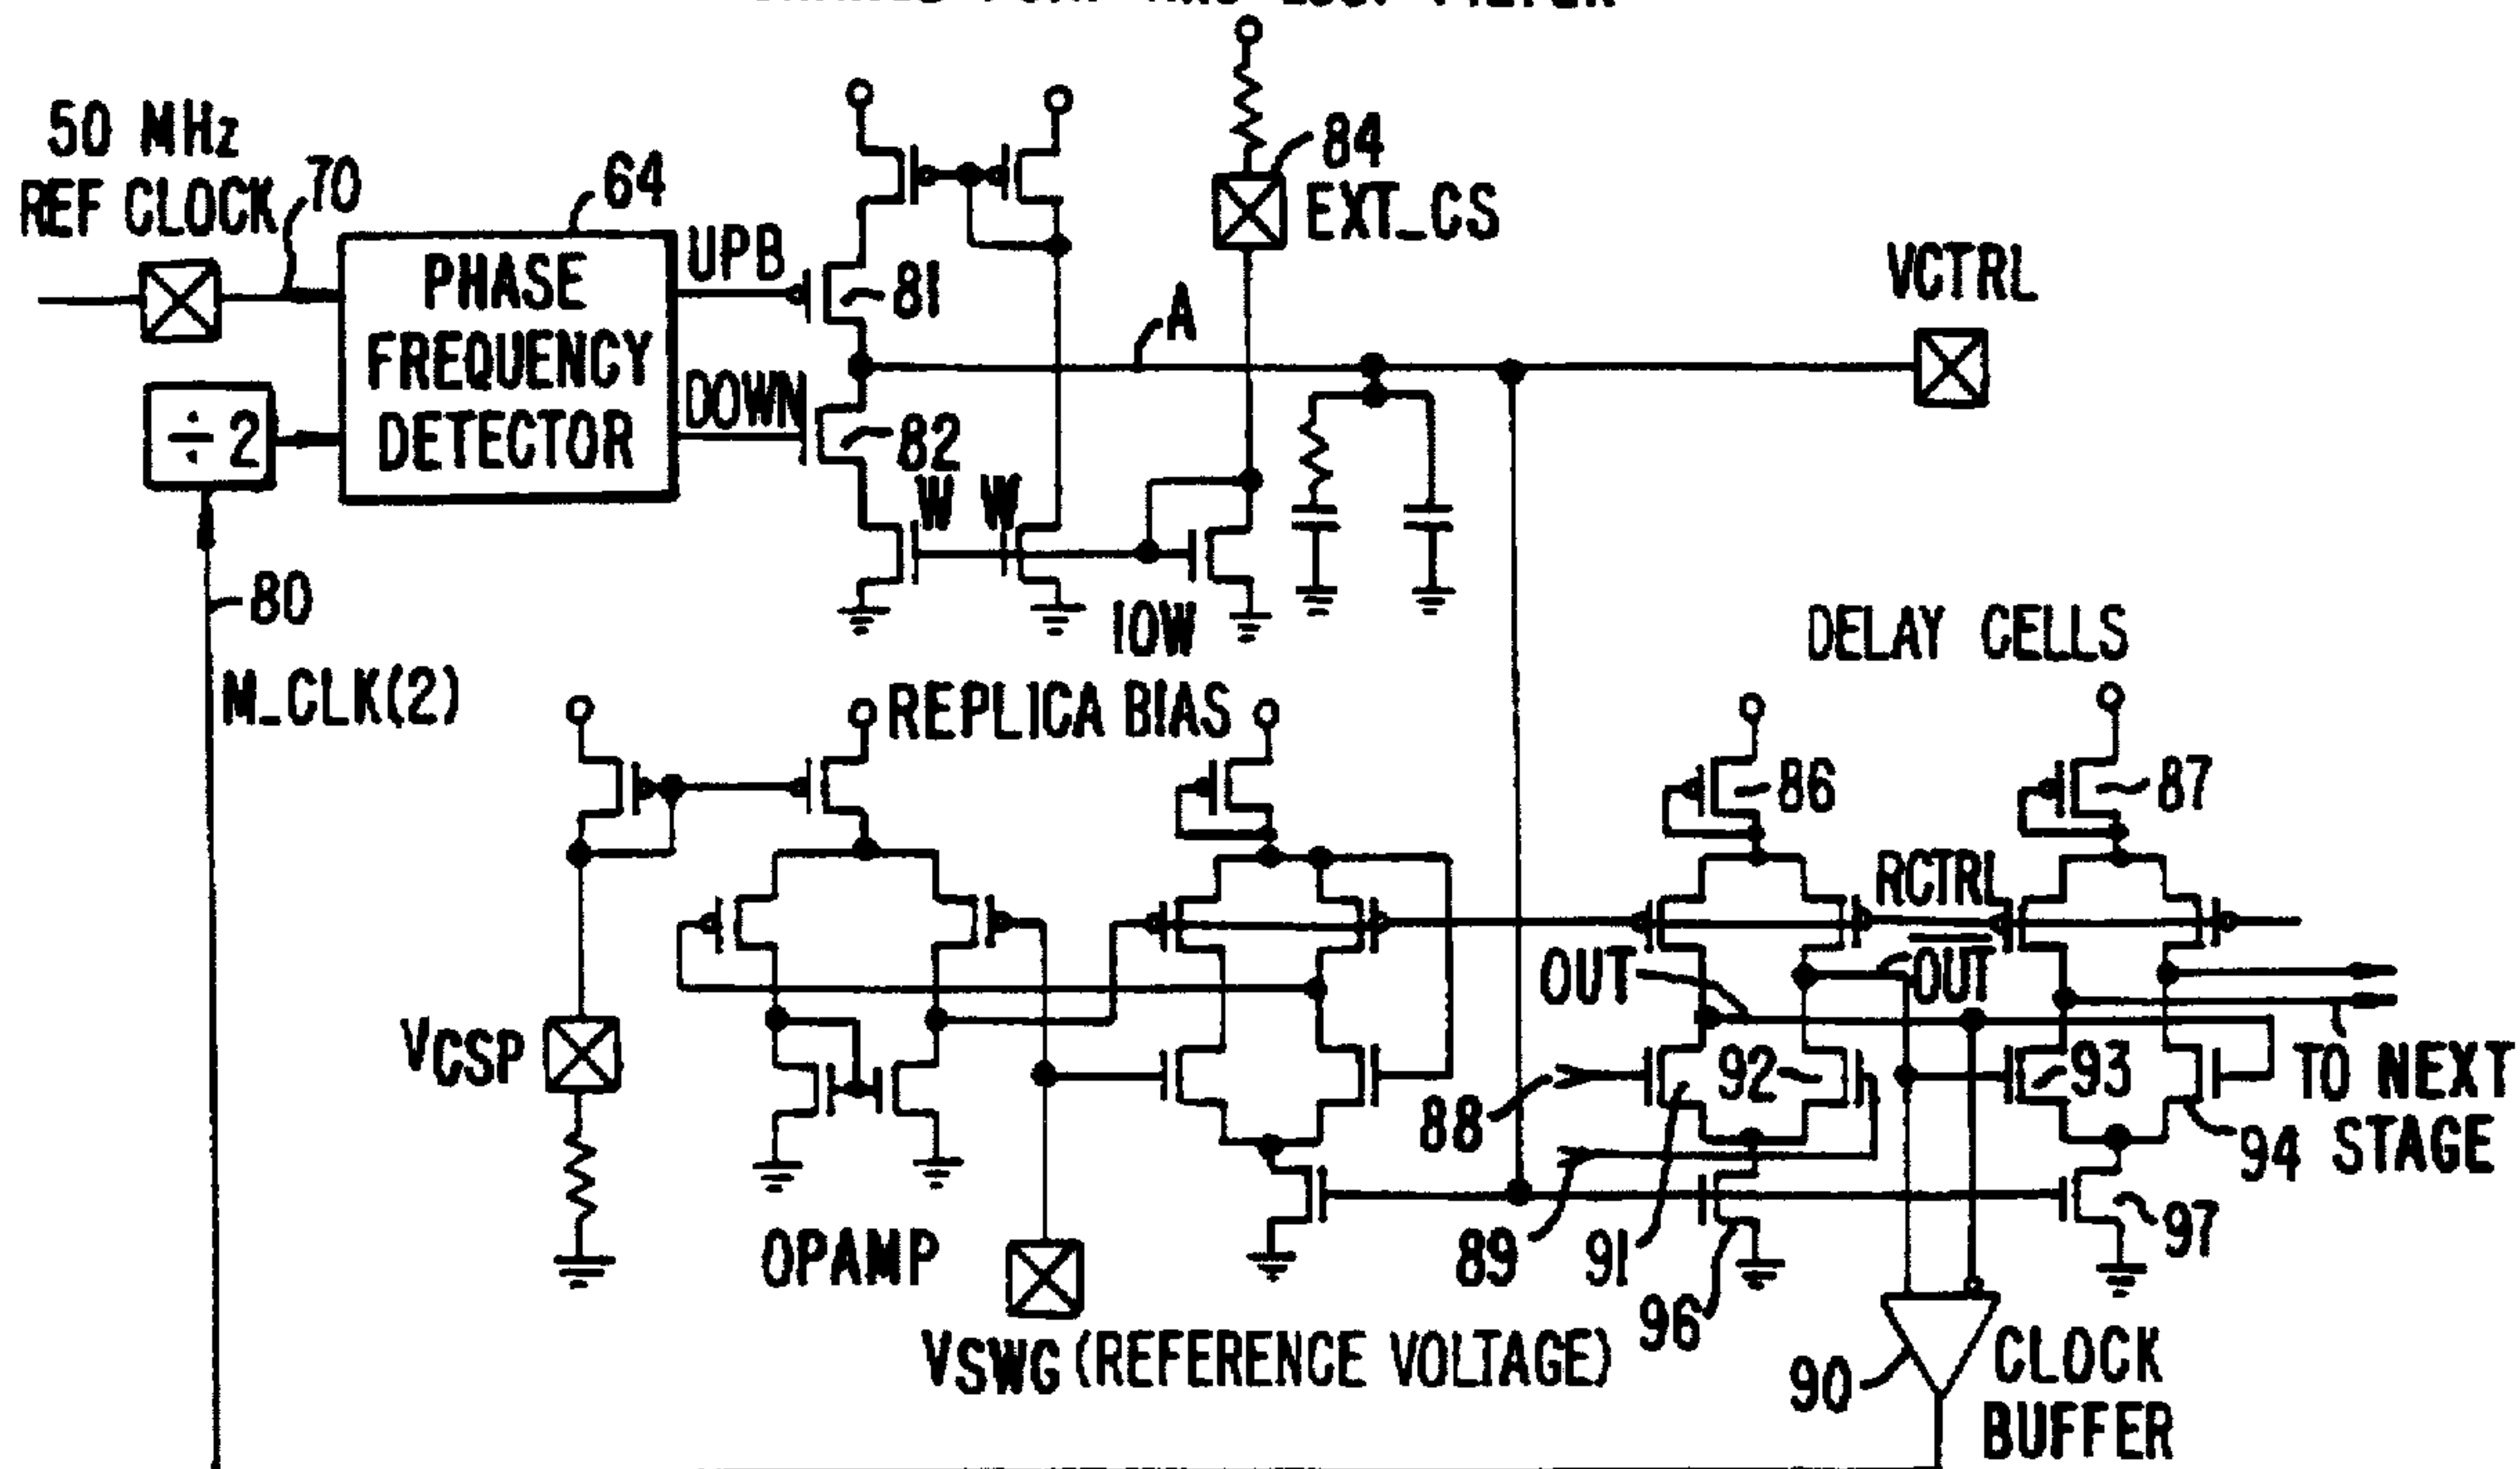 50 MHz
REF CLOCK
70
64
84
EXT_CS
UPB
PHASE
FREQUENCY
DETECTOR
81
A
VCTRL
DOWN
÷ 2
82
W W
10W
80
M_CLK(2)
DELAY CELLS
REPLICA BIAS
86
87
RCTRL
OUT
OUT
VCSP
92
93
TO NEXT
STAGE
88
94
OPAMP
89
91
96
97
VSWG (REFERENCE VOLTAGE)
90
CLOCK
BUFFER